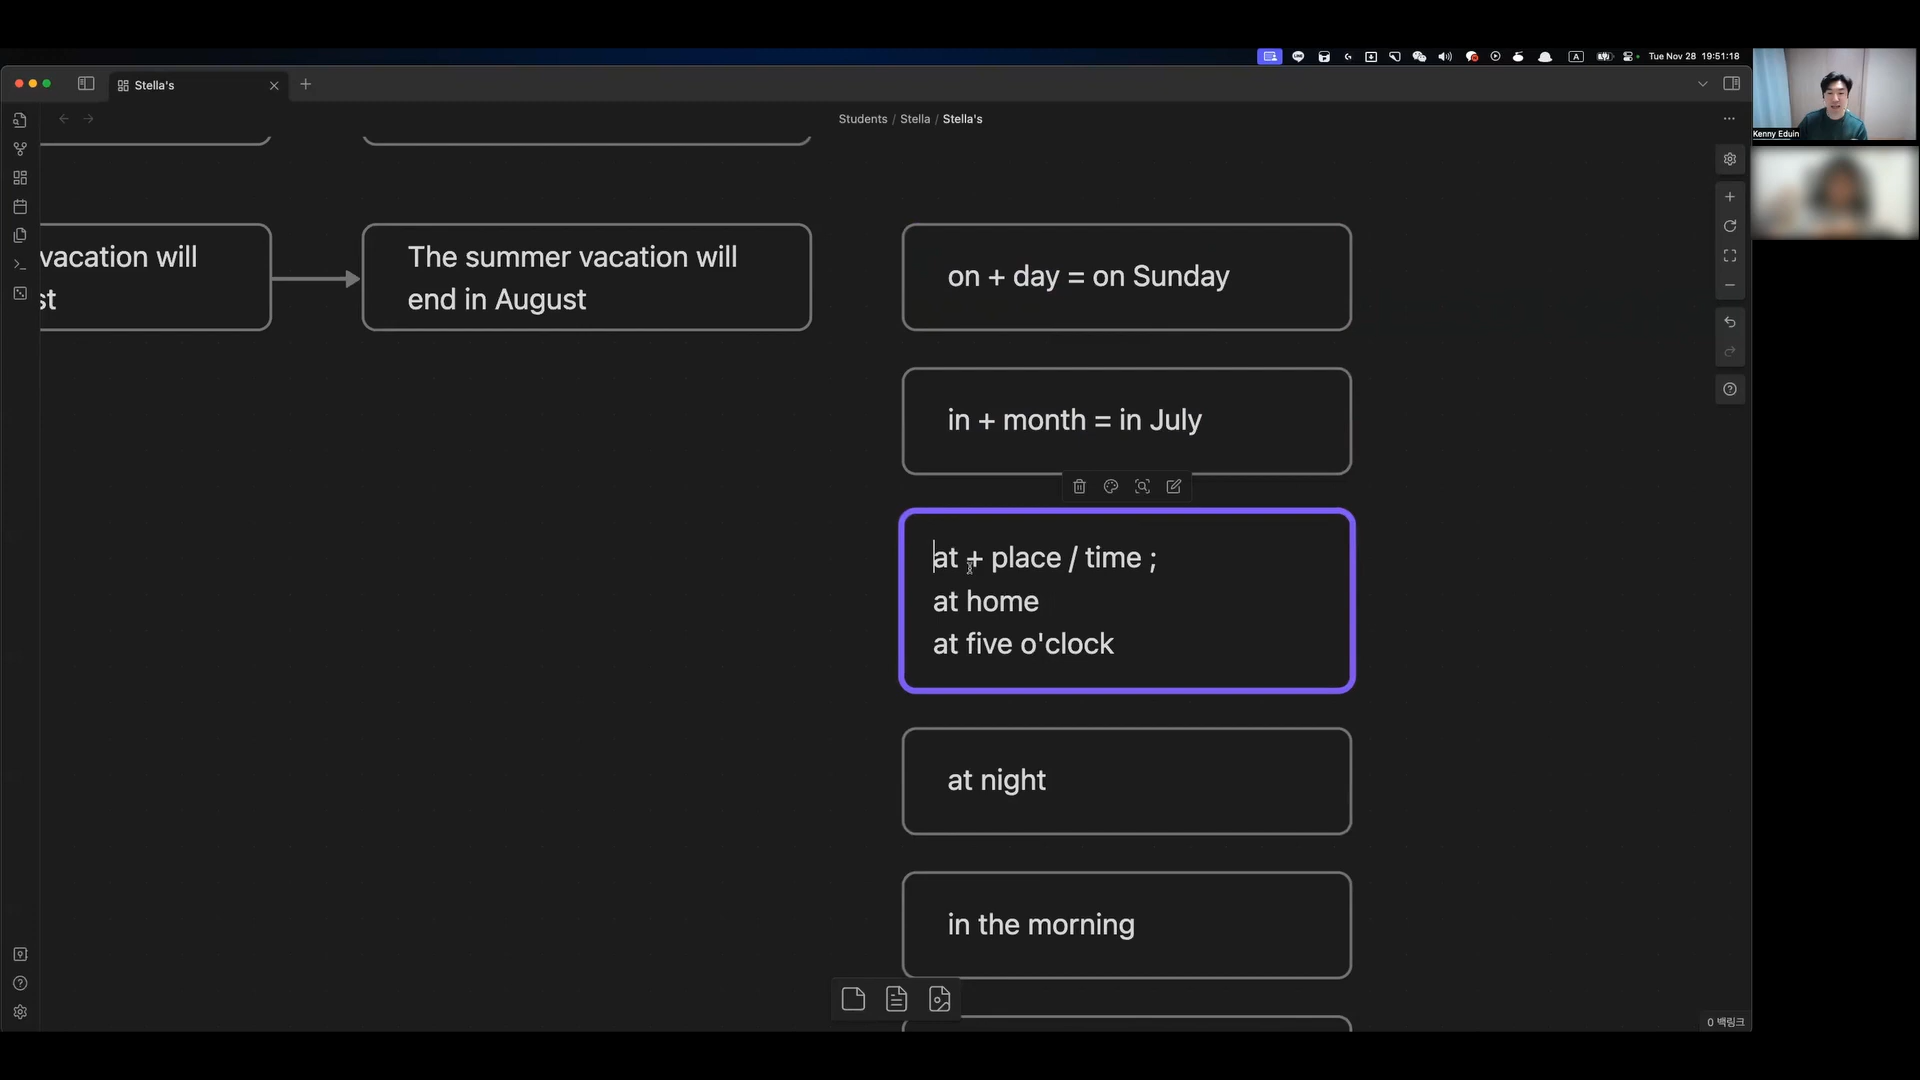 Tue Nov 28 19:51:18
Stella's
Students / Stella / Stella's
Kenny Eduin
vacation will
st
The summer vacation will
end in August
on + day = on Sunday
in + month = in July
at + place / time ;
at home
at five o'clock
at night
in the morning
0 백링크